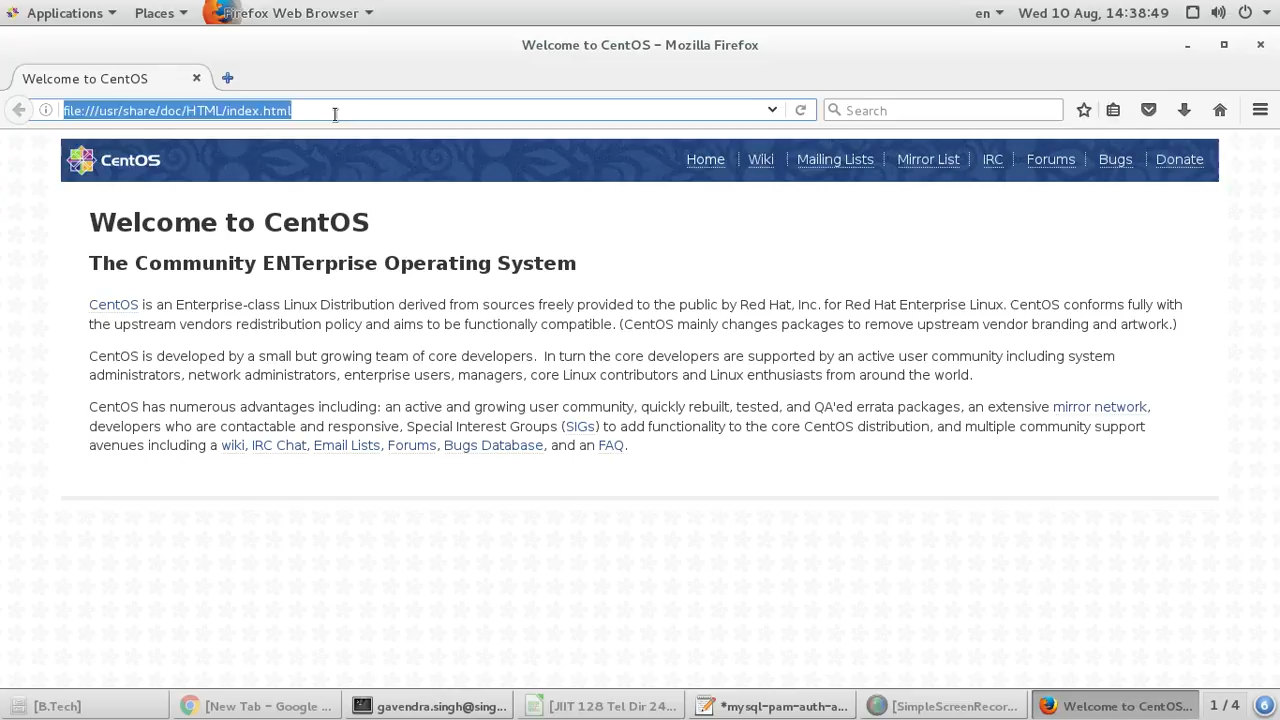 Applications Places Firefox Web Browser en Wed 10 Aug, 14:38:49
Welcome to CentOS – Mozilla Firefox
Welcome to CentOS
file:///usr/share/doc/HTML/index.html Search
CentOS Home Wiki Mailing Lists Mirror List IRC Forums Bugs Donate
Welcome to CentOS
The Community ENTerprise Operating System
CentOS is an Enterprise-class Linux Distribution derived from sources freely provided to the public by Red Hat, Inc. for Red Hat Enterprise Linux. CentOS conforms fully with
the upstream vendors redistribution policy and aims to be functionally compatible. (CentOS mainly changes packages to remove upstream vendor branding and artwork.)
CentOS is developed by a small but growing team of core developers.  In turn the core developers are supported by an active user community including system
administrators, network administrators, enterprise users, managers, core Linux contributors and Linux enthusiasts from around the world.
CentOS has numerous advantages including: an active and growing user community, quickly rebuilt, tested, and QA'ed errata packages, an extensive mirror network,
developers who are contactable and responsive, Special Interest Groups (SIGs) to add functionality to the core CentOS distribution, and multiple community support
avenues including a wiki, IRC Chat, Email Lists, Forums, Bugs Database, and an FAQ.
[B.Tech] [New Tab – Google ... gavendra.singh@sing... [JIIT 128 Tel Dir 24... *mysql-pam-auth-a... [SimpleScreenRecor... Welcome to CentOS... 1 / 4 6